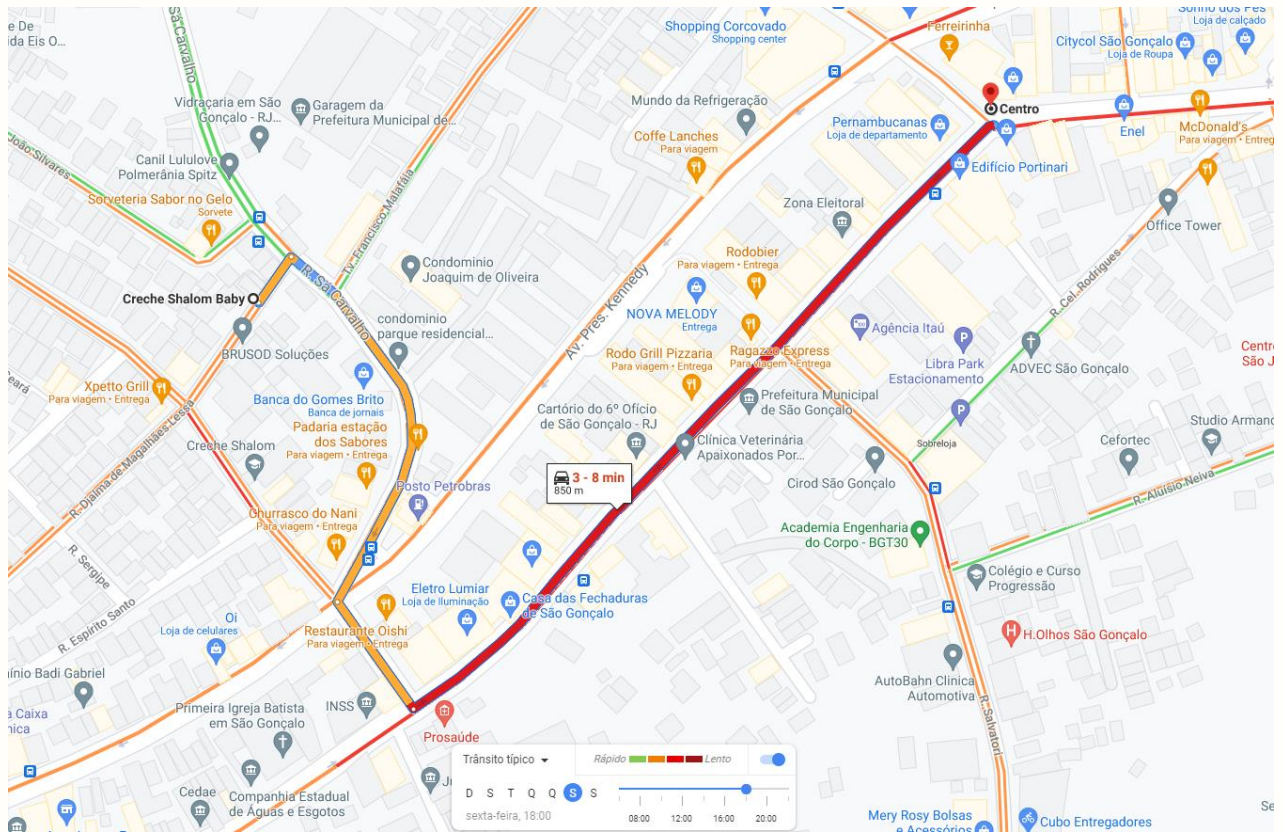 e De
ida Eis O...
Sá Carvalho
Shopping Corcovado
Shopping center
Ferreirinha
Sonho dos Pés
Loja de calçado
Citycol São Gonçalo
Loja de Roupa
Vidraçaria em São
Gonçalo - RJ...
Garagem da
Prefeitura Municipal de...
Mundo da Refrigeração
Centro
Pernambucanas
Loja de departamento
Enel
McDonald's
Para viagem • Entreg
João Silvares
Canil Lululove
Polmerânia Spitz
Coffe Lanches
Para viagem
Edifício Portinari
Sorveteria Sabor no Gelo
Sorvete
Tv. Francisco Malafáia
Zona Eleitoral
Office Tower
Condominio
Joaquim de Oliveira
Rodobier
Para viagem • Entrega
R. Sá Carvalho
Creche Shalom Baby
Av. Pres. Kennedy
NOVA MELODY
Entrega
R. Cel. Rodrigues
condominio
parque residencial...
Agência Itaú
BRUSOD Soluções
Rodo Grill Pizzaria
Para viagem • Entrega
Ragazzo Express
Para viagem • Entrega
Libra Park
Estacionamento
ADVEC São Gonçalo
Centro
São J
Ceará
Xpetto Grill
Para viagem • Entrega
Banca do Gomes Brito
Banca de jornais
Prefeitura Municipal
de São Gonçalo
Padaria estação
dos Sabores
Para viagem • Entrega
Cartório do 6º Ofício
de São Gonçalo - RJ
Clínica Veterinária
Apaixonados Por...
Studio Armand
R. Djalma de Magalhães Lessa
Creche Shalom
Sobreloja
Cefortec
3 - 8 min
850 m
Posto Petrobras
Cirod São Gonçalo
R. Aluísio Neiva
Churrasco do Nani
Para viagem • Entrega
Academia Engenharia
do Corpo - BGT30
R. Sergipe
Colégio e Curso
Progressão
Eletro Lumiar
Loja de Iluminação
Casa das Fechaduras
de São Gonçalo
R. Espírito Santo
Oi
Loja de celulares
Restaurante Oishi
Para viagem • Entrega
H.Olhos São Gonçalo
ínio Badi Gabriel
AutoBahn Clinica
Automotiva
R. Salvatori
a Caixa
nica
Primeira Igreja Batista
em São Gonçalo
INSS
Prosaúde
Trânsito típico
Rápido
Lento
D S T Q Q S S
sexta-feira, 18:00
08:00 12:00 16:00 20:00
Cedae
Companhia Estadual
de Águas e Esgotos
Mery Rosy Bolsas
e Acessórios
Cubo Entregadores
Se